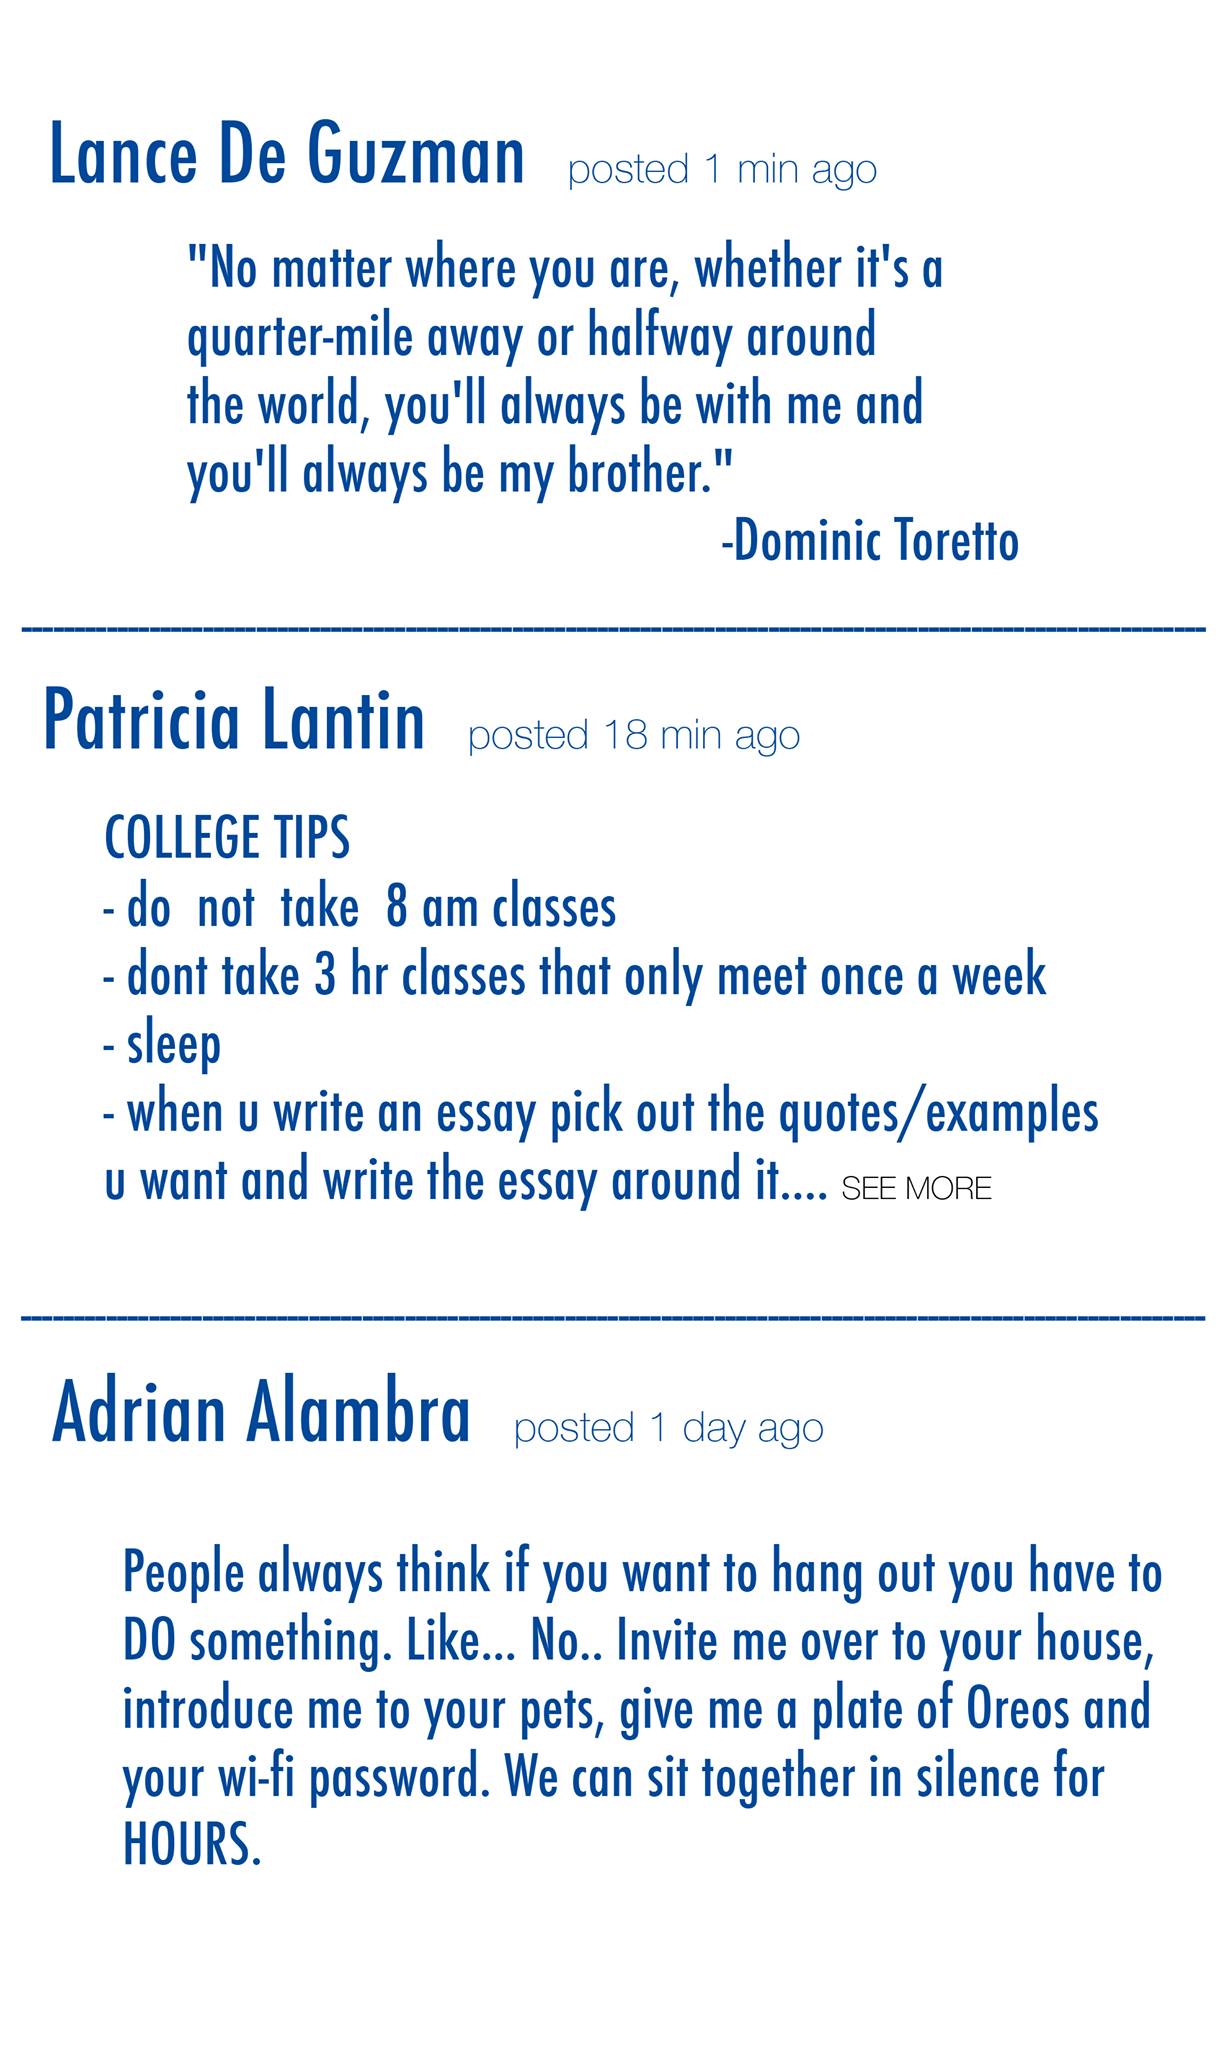 Lance De Guzman posted 1 min ago
"No matter where you are, whether it's a
quarter-mile away or halfway around
the world, you'll always be with me and
you'll always be my brother."
-Dominic Toretto
Patricia Lantin posted 18 min ago
COLLEGE TIPS
- do not take 8 am classes
- dont take 3 hr classes that only meet once a week
- sleep
- when u write an essay pick out the quotes/examples
u want and write the essay around it.... SEE MORE
Adrian Alambra posted 1 day ago
People always think if you want to hang out you have to
DO something. Like... No.. Invite me over to your house,
introduce me to your pets, give me a plate of Oreos and
your wi-fi password. We can sit together in silence for
HOURS.